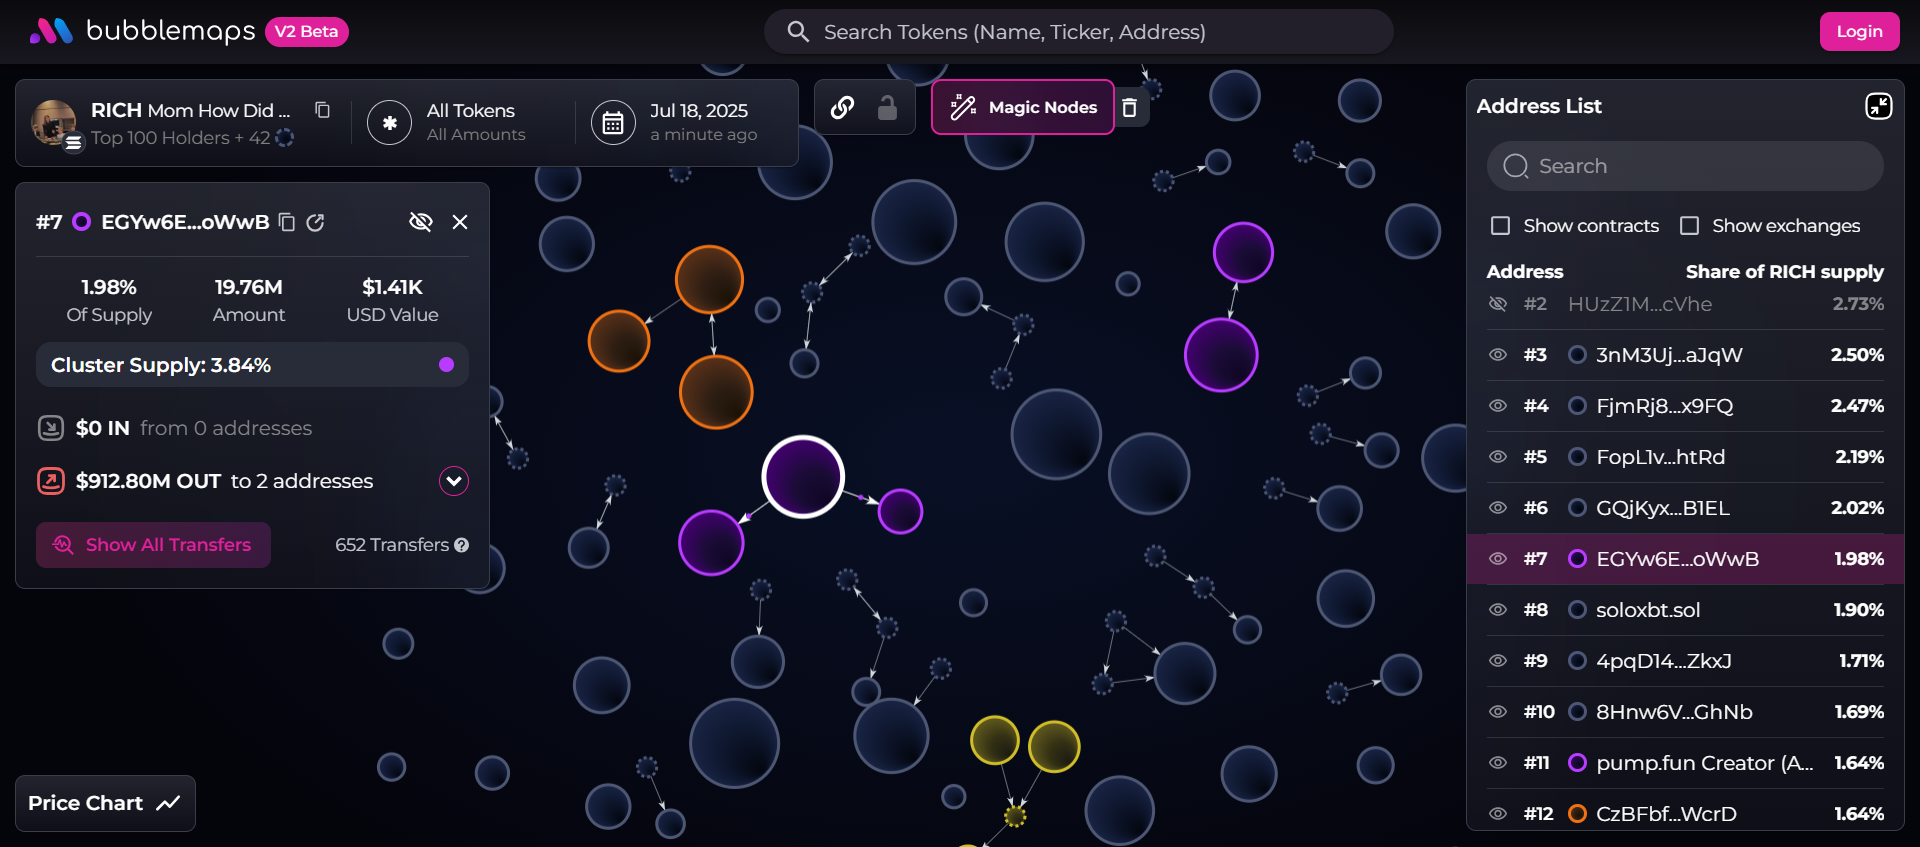 bubblemaps V2 Beta
Search Tokens (Name, Ticker, Address)
Login
RICH Mom How Did ...
Top 100 Holders + 42
All Tokens
All Amounts
Jul 18, 2025
a minute ago
Magic Nodes
#7 EGYw6E...oWwB
1.98% 19.76M $1.41K
Of Supply Amount USD Value
Cluster Supply: 3.84%
$0 IN from 0 addresses
$912.80M OUT to 2 addresses
Show All Transfers 652 Transfers
Price Chart
Address List
Search
Show contracts Show exchanges
Address Share of RICH supply
#2 HUzZ1M...cVhe 2.73%
#3 3nM3Uj...aJqW 2.50%
#4 FjmRj8...x9FQ 2.47%
#5 FopL1v...htRd 2.19%
#6 GQjKyx...B1EL 2.02%
#7 EGYw6E...oWwB 1.98%
#8 soloxbt.sol 1.90%
#9 4pqD14...ZkxJ 1.71%
#10 8Hnw6V...GhNb 1.69%
#11 pump.fun Creator (A... 1.64%
#12 CzBFbf...WcrD 1.64%